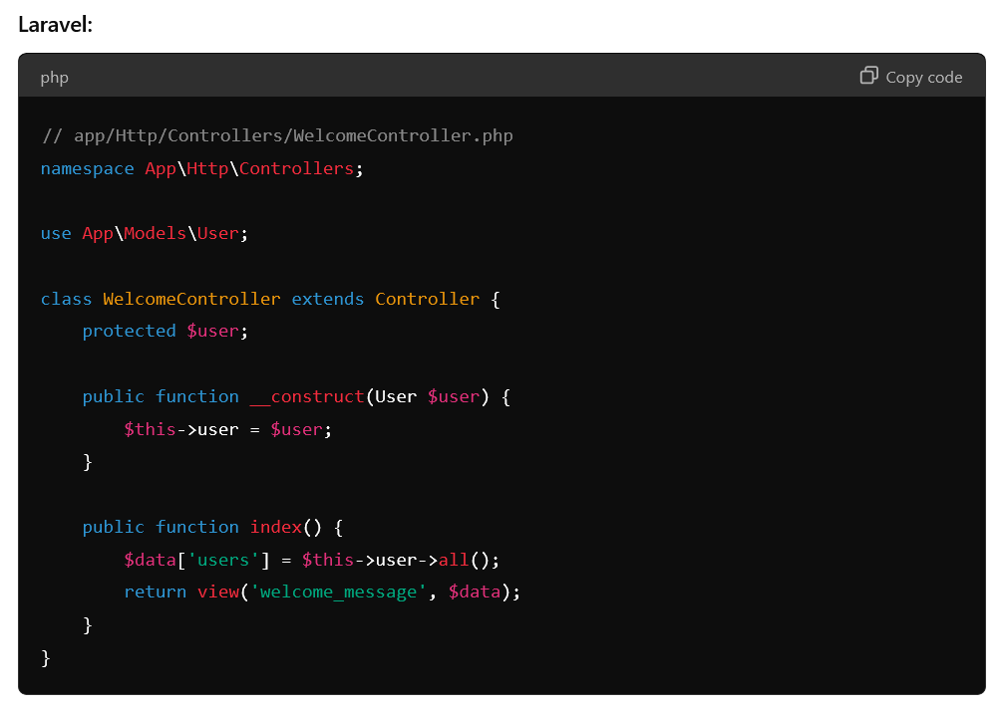 Laravel:
php
Copy code
// app/Http/Controllers/WelcomeController.php
namespace App\Http\Controllers;
use App\Models\User;
class WelcomeController extends Controller {
    protected $user;
    public function __construct(User $user) {
        $this->user = $user;
    }
    public function index() {
        $data['users'] = $this->user->all();
        return view('welcome_message', $data);
    }
}